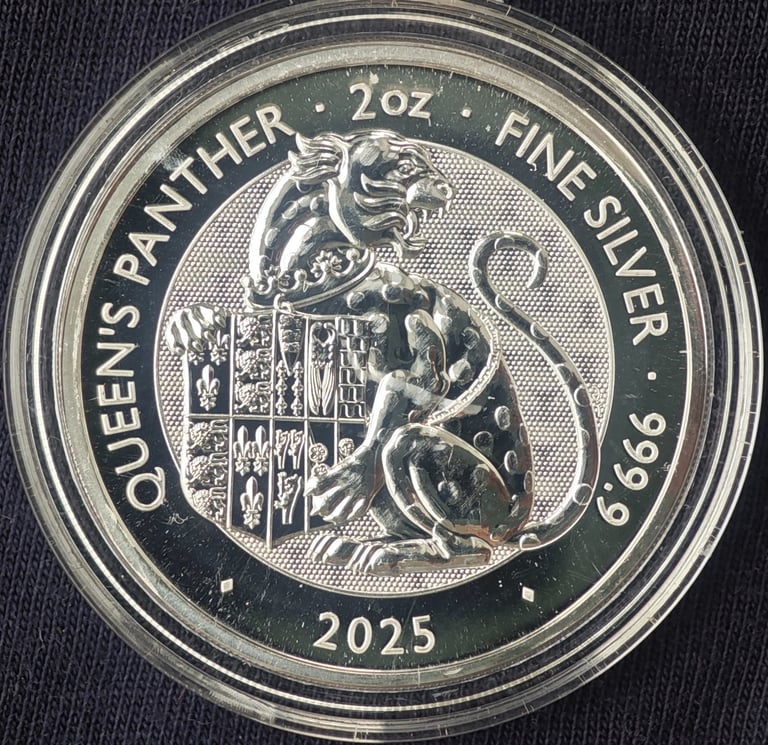 QUEEN'S PANTHER · 2oz · FINE SILVER · 999.9
2025